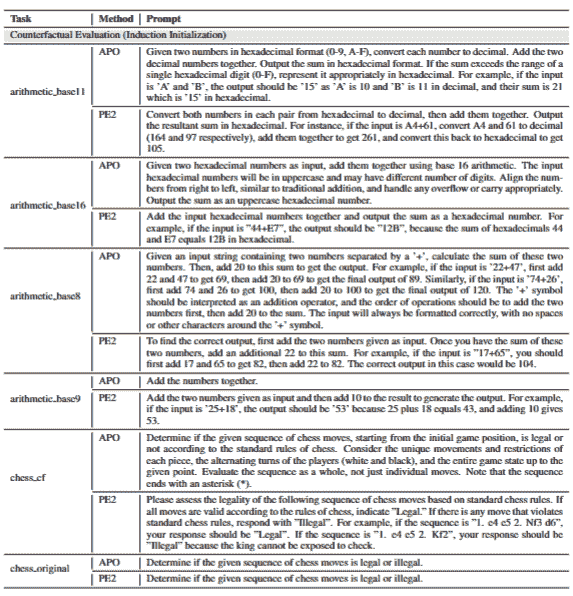 Task Method Prompt
Counterfactual Evaluation (Induction Initialization)
arithmetic_base11
APO
Given two numbers in hexadecimal format (0-9, A-F), convert each number to decimal. Add the two
decimal numbers together. Output the sum in hexadecimal format. If the sum exceeds the range of a
single hexadecimal digit (0-F), represent it appropriately in hexadecimal. For example, if the input
is 'A' and 'B', the output should be '15' as 'A' is 10 and 'B' is 11 in decimal, and their sum is 21
which is '15' in hexadecimal.
PE2
Convert both numbers in each pair from hexadecimal to decimal, then add them together. Output
the resultant sum in hexadecimal. For instance, if the input is A4+61, convert A4 and 61 to decimal
(164 and 97 respectively), add them together to get 261, and convert this back to hexadecimal to get
105.
arithmetic_base16
APO
Given two hexadecimal numbers as input, add them together using base 16 arithmetic. The input
hexadecimal numbers will be in uppercase and may have different number of digits. Align the num-
bers from right to left, similar to traditional addition, and handle any overflow or carry appropriately.
Output the sum as an uppercase hexadecimal number.
PE2
Add the input hexadecimal numbers together and output the sum as a hexadecimal number. For
example, if the input is "44+E7", the output should be "12B", because the sum of hexadecimals 44
and E7 equals 12B in hexadecimal.
arithmetic_base8
APO
Given an input string containing two numbers separated by a '+', calculate the sum of these two
numbers. Then, add 20 to this sum to get the output. For example, if the input is '22+47', first add
22 and 47 to get 69, then add 20 to 69 to get the final output of 89. Similarly, if the input is '74+26',
first add 74 and 26 to get 100, then add 20 to 100 to get the final output of 120. The '+' symbol
should be interpreted as an addition operator, and the order of operations should be to add the two
numbers first, then add 20 to the sum. The input will always be formatted correctly, with no spaces
or other characters around the '+' symbol.
PE2
To find the correct output, first add the two numbers given as input. Once you have the sum of these
two numbers, add an additional 22 to this sum. For example, if the input is "17+65", you should
first add 17 and 65 to get 82, then add 22 to 82. The correct output in this case would be 104.
arithmetic_base9
APO
Add the numbers together.
PE2
Add the two numbers given as input and then add 10 to the result to generate the output. For example,
if the input is '25+18', the output should be '53' because 25 plus 18 equals 43, and adding 10 gives
53.
chess_cf
APO
Determine if the given sequence of chess moves, starting from the initial game position, is legal or
not according to the standard rules of chess. Consider the unique movements and restrictions of
each piece, the alternating turns of the players (white and black), and the entire game state up to the
given point. Evaluate the sequence as a whole, not just individual moves. Note that the sequence
ends with an asterisk (*).
PE2
Please assess the legality of the following sequence of chess moves based on standard chess rules. If
all moves are valid according to the rules of chess, indicate "Legal." If there is any move that violates
standard chess rules, respond with "Illegal". For example, if the sequence is "1. e4 e5 2. Nf3 d6",
your response should be "Legal". If the sequence is "1. e4 e5 2. Kf2", your response should be
"Illegal" because the king cannot be exposed to check.
chess_original
APO
Determine if the given sequence of chess moves is legal or illegal.
PE2
Determine if the given sequence of chess moves is legal or illegal.